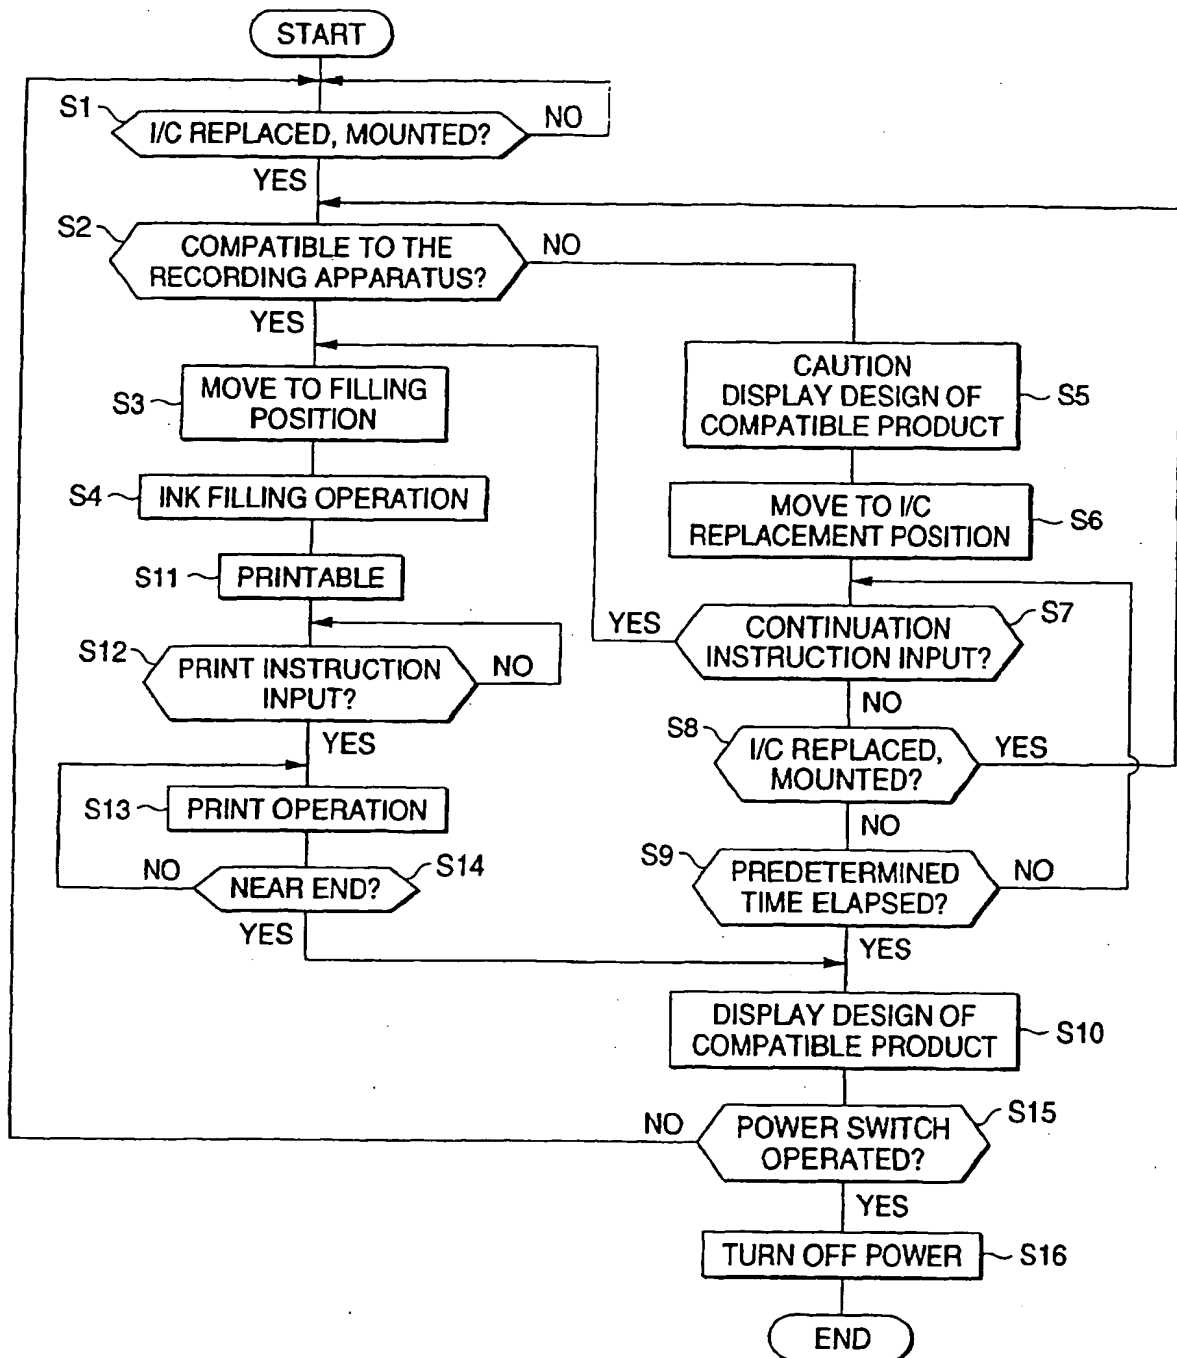 START
S1
I/C REPLACED, MOUNTED?
NO
YES
S2
COMPATIBLE TO THE
RECORDING APPARATUS?
NO
YES
S3
MOVE TO FILLING
POSITION
CAUTION
DISPLAY DESIGN OF
COMPATIBLE PRODUCT
S5
S4
INK FILLING OPERATION
MOVE TO I/C
REPLACEMENT POSITION
S6
S11
PRINTABLE
S7
YES
CONTINUATION
INSTRUCTION INPUT?
NO
S12
PRINT INSTRUCTION
INPUT?
NO
YES
S8
I/C REPLACED,
MOUNTED?
YES
NO
S13
PRINT OPERATION
S14
NO
NEAR END?
YES
S9
PREDETERMINED
TIME ELAPSED?
NO
YES
DISPLAY DESIGN OF
COMPATIBLE PRODUCT
S10
S15
NO
POWER SWITCH
OPERATED?
YES
TURN OFF POWER
S16
END